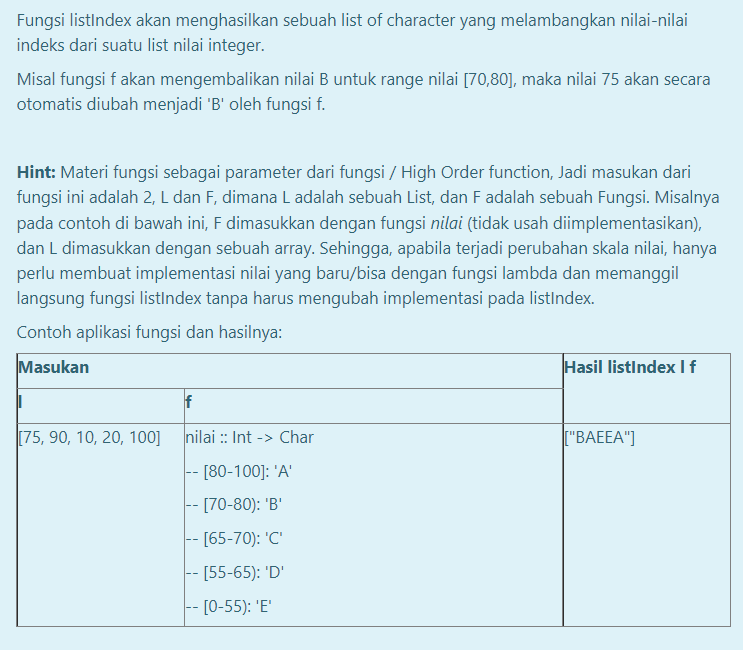 Fungsi listIndex akan menghasilkan sebuah list of character yang melambangkan nilai-nilai
indeks dari suatu list nilai integer.
Misal fungsi f akan mengembalikan nilai B untuk range nilai [70,80], maka nilai 75 akan secara
otomatis diubah menjadi 'B' oleh fungsi f.
Hint: Materi fungsi sebagai parameter dari fungsi / High Order function, Jadi masukan dari
fungsi ini adalah 2, L dan F, dimana L adalah sebuah List, dan F adalah sebuah Fungsi. Misalnya
pada contoh di bawah ini, F dimasukkan dengan fungsi nilai (tidak usah diimplementasikan),
dan L dimasukkan dengan sebuah array. Sehingga, apabila terjadi perubahan skala nilai, hanya
perlu membuat implementasi nilai yang baru/bisa dengan fungsi lambda dan memanggil
langsung fungsi listIndex tanpa harus mengubah implementasi pada listIndex.
Contoh aplikasi fungsi dan hasilnya:
Masukan Hasil listIndex l f
l f
[75, 90, 10, 20, 100] nilai :: Int -> Char ["BAEEA"]
-- [80-100]: 'A'
-- [70-80): 'B'
-- [65-70): 'C'
-- [55-65): 'D'
-- [0-55): 'E'